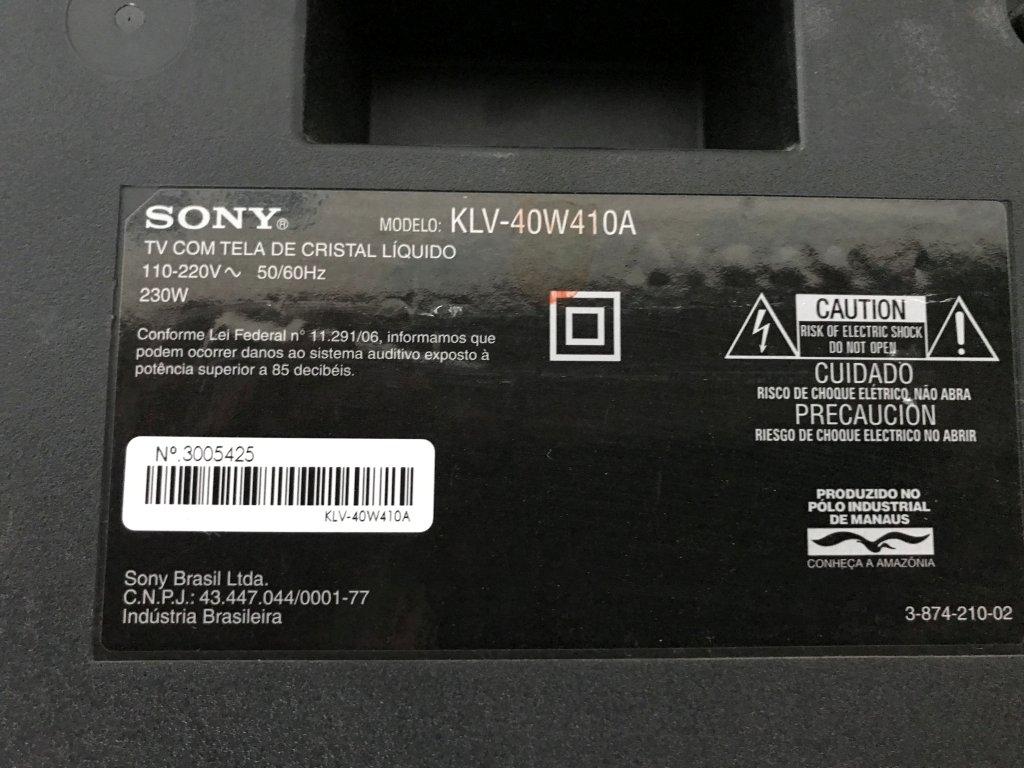 SONY®
MODELO: KLV-40W410A
TV COM TELA DE CRISTAL LÍQUIDO
110-220V ~ 50/60Hz
230W
Conforme Lei Federal n° 11.291/06, informamos que
podem ocorrer danos ao sistema auditivo exposto à
potência superior a 85 decibéis.
CAUTION
RISK OF ELECTRIC SHOCK
DO NOT OPEN
CUIDADO
RISCO DE CHOQUE ELÉTRICO, NÃO ABRA
PRECAUCIÓN
RIESGO DE CHOQUE ELECTRICO NO ABRIR
Nº.3005425
KLV-40W410A
PRODUZIDO NO
PÓLO INDUSTRIAL
DE MANAUS
CONHEÇA A AMAZÔNIA
Sony Brasil Ltda.
C.N.P.J.: 43.447.044/0001-77
Indústria Brasileira
3-874-210-02